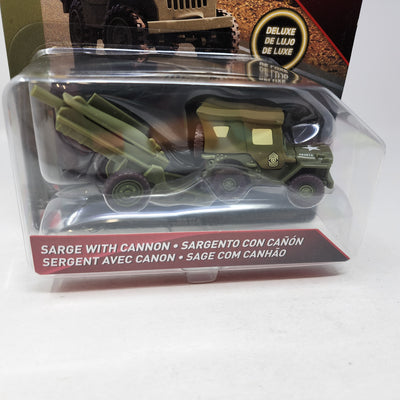 DELUXE
DE LUJO
DE LUXE
SARGE WITH CANNON • SARGENTO CON CAÑÓN
SERGENT AVEC CANON • SAGE COM CANHÃO